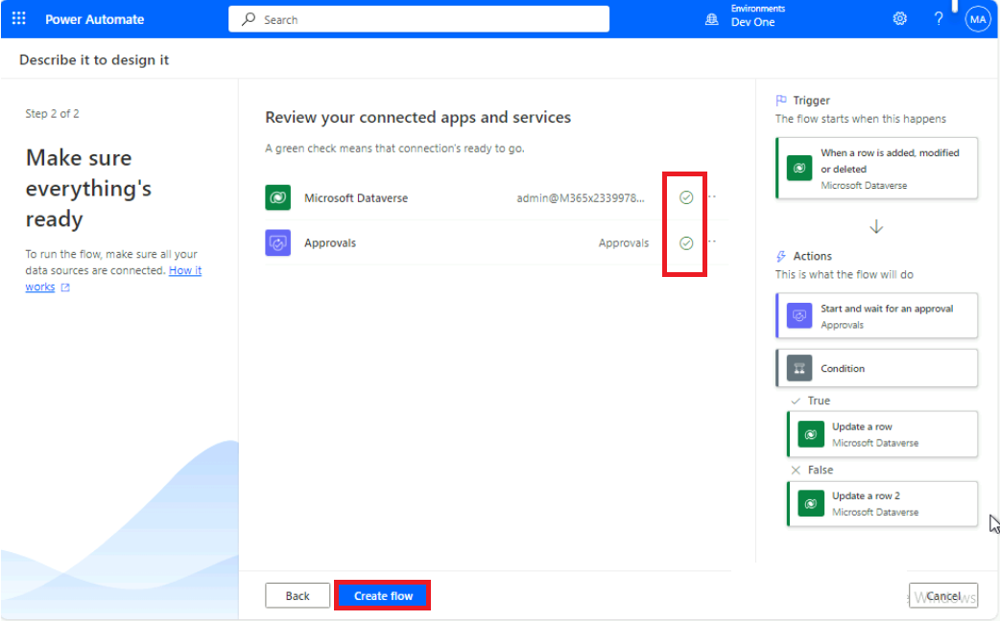 Power Automate
Search
Environments
Dev One
?
MA
Describe it to design it
Step 2 of 2
Make sure
everything's
ready
To run the flow, make sure all your
data sources are connected. How it
works
Review your connected apps and services
A green check means that connection's ready to go.
Microsoft Dataverse admin@M365x2339978...
Approvals Approvals
Trigger
The flow starts when this happens
When a row is added, modified
or deleted
Microsoft Dataverse
Actions
This is what the flow will do
Start and wait for an approval
Approvals
Condition
True
Update a row
Microsoft Dataverse
False
Update a row 2
Microsoft Dataverse
Back
Create flow
Cancel
Windows